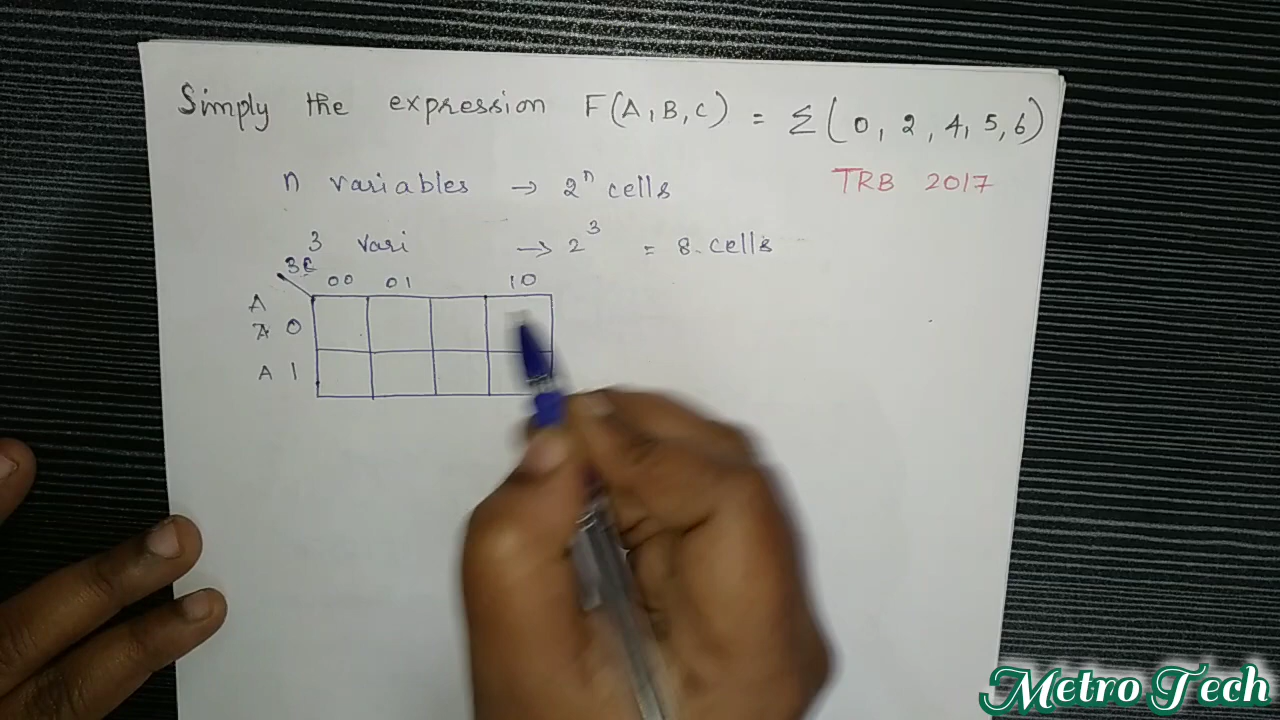 Simply the expression F(A,B,C) = Σ(0,2,4,5,6)
n variables → 2ⁿ cells
TRB 2017
3 vari → 2³ = 8 cells
BC 00 01 10
A
A̅ 0
A 1
Metro Tech